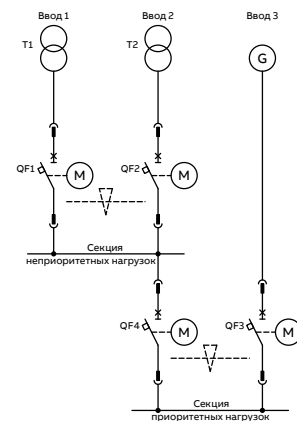 Ввод 1
Ввод 2
Ввод 3
T1
T2
G
QF1
M
QF2
M
Секция
неприоритетных нагрузок
QF4
M
QF3
M
Секция
приоритетных нагрузок